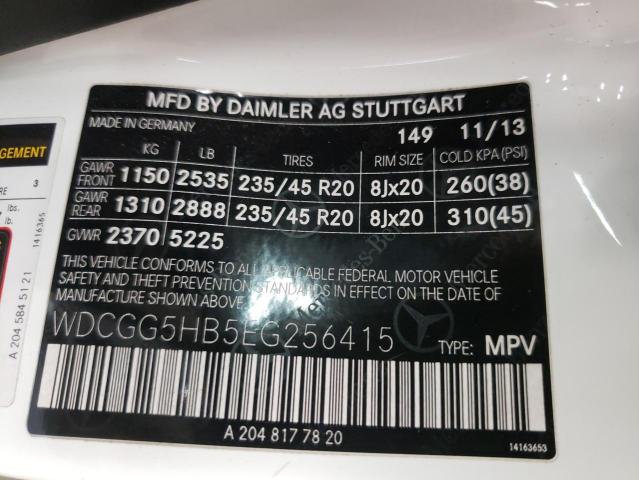 MFD BY DAIMLER AG STUTTGART
MADE IN GERMANY 149 11/13
KG LB TIRES RIM SIZE COLD KPA(PSI)
GAWR FRONT 1150 2535 235/45 R20 8Jx20 260(38)
GAWR REAR 1310 2888 235/45 R20 8Jx20 310(45)
GVWR 2370 5225
THIS VEHICLE CONFORMS TO ALL APPLICABLE FEDERAL MOTOR VEHICLE
SAFETY AND THEFT PREVENTION STANDARDS IN EFFECT ON THE DATE OF
MANUFACTURE SHOWN ABOVE.
WDCGG5HB5EG256415 TYPE: MPV
A 204 817 78 20
14163653
GEMENT
3
lbs.
lb.
1416365
A 204 584 51 21